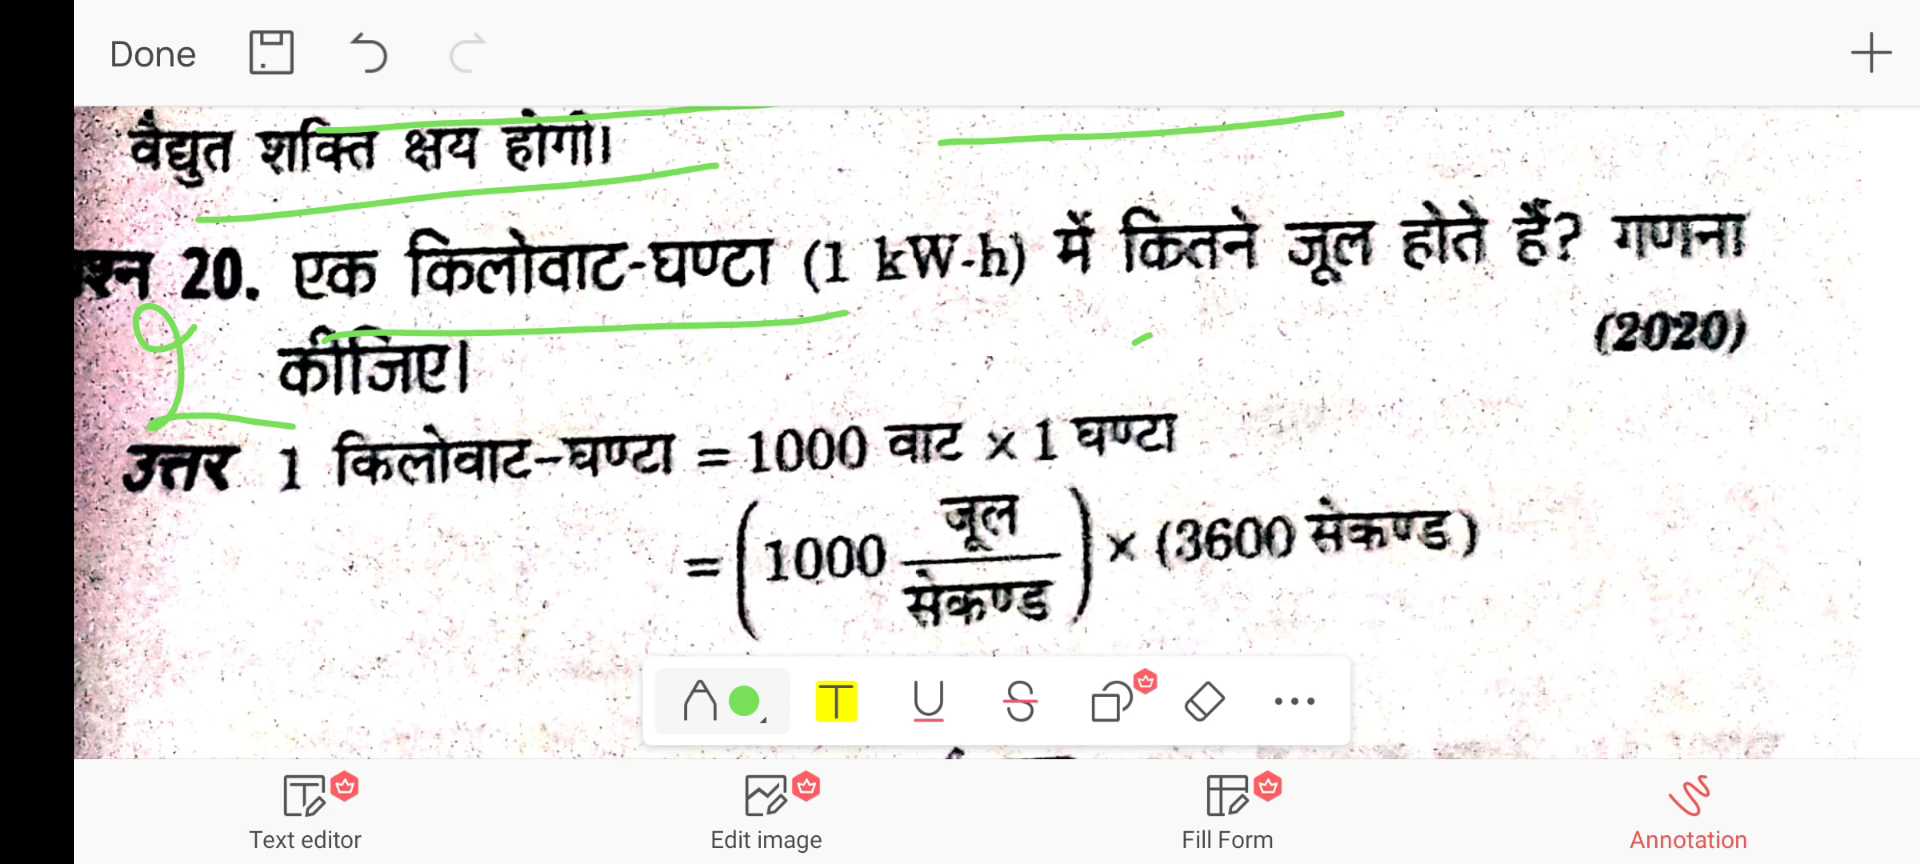 Done
वैद्युत शक्ति क्षय होगी।
श्न 20. एक किलोवाट-घण्टा (1 kW-h) में कितने जूल होते हैं? गणना
कीजिए।
(2020)
उत्तर 1 किलोवाट-घण्टा = 1000 वाट × 1 घण्टा
= (1000 जूल/सेकण्ड) × (3600 सेकण्ड)
Text editor
Edit image
Fill Form
Annotation